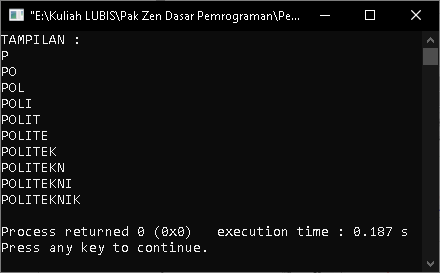 "E:\Kuliah LUBIS\Pak Zen Dasar Pemrograman\Pe...
TAMPILAN :
P
PO
POL
POLI
POLIT
POLITE
POLITEK
POLITEKN
POLITEKNI
POLITEKNIK
Process returned 0 (0x0)   execution time : 0.187 s
Press any key to continue.